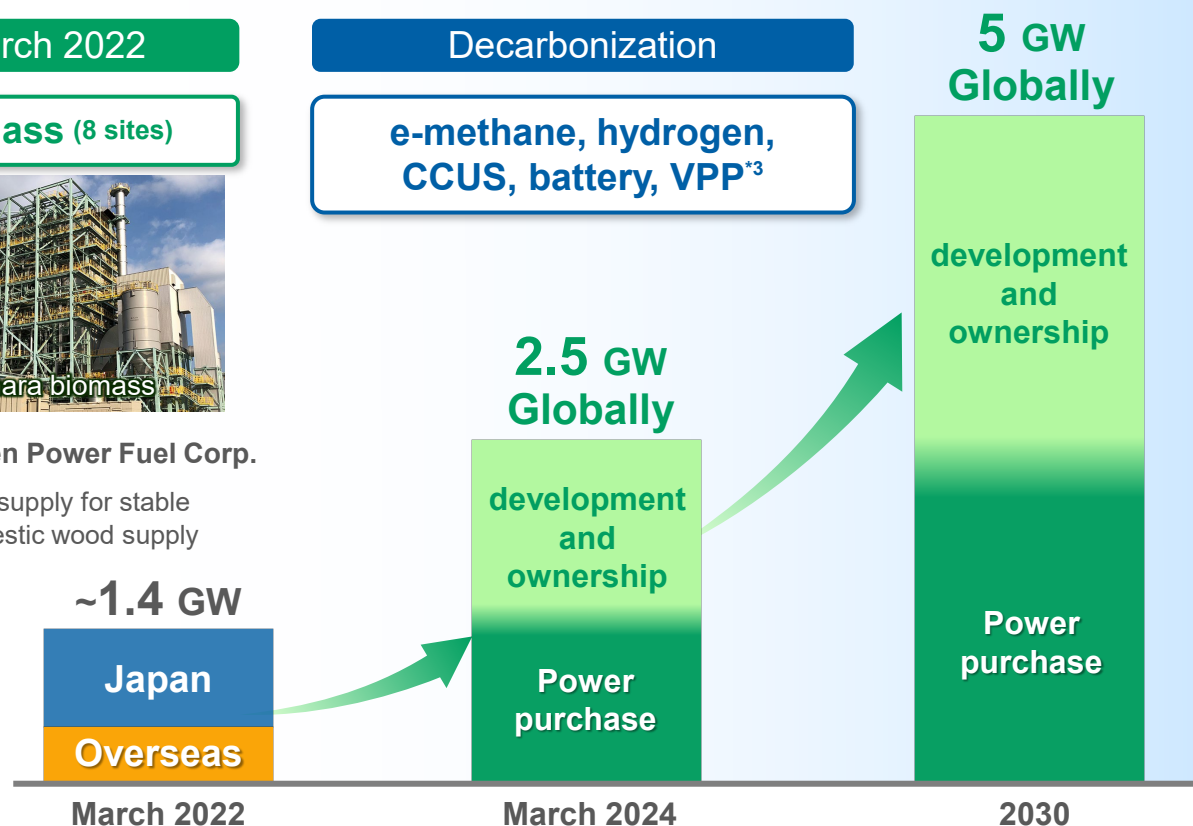 rch 2022
ass (8 sites)
ara biomass
n Power Fuel Corp.
supply for stable
estic wood supply
Decarbonization
e-methane, hydrogen,
CCUS, battery, VPP*3
~1.4 GW
Japan
Overseas
March 2022
2.5 GW
Globally
development
and
ownership
Power
purchase
March 2024
5 GW
Globally
development
and
ownership
Power
purchase
2030